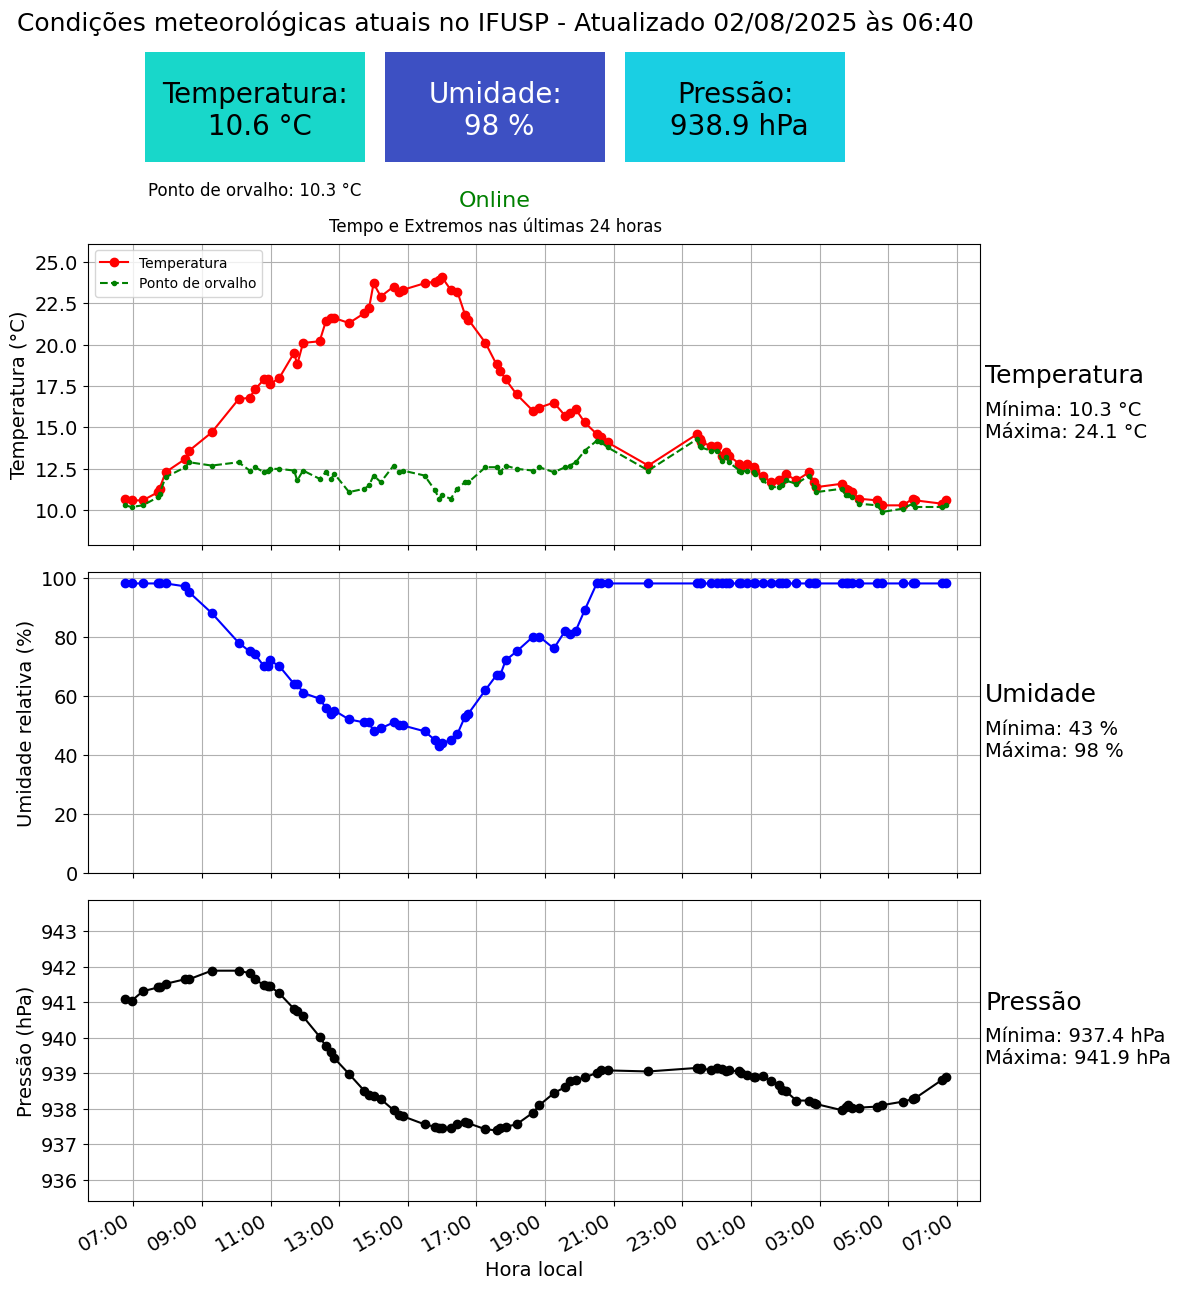 Condições meteorológicas atuais no IFUSP - Atualizado 02/08/2025 às 06:40
Temperatura:
10.6 °C
Umidade:
98 %
Pressão:
938.9 hPa
Ponto de orvalho: 10.3 °C
Online
Tempo e Extremos nas últimas 24 horas
Temperatura (°C)
25.0
22.5
20.0
17.5
15.0
12.5
10.0
Temperatura
Ponto de orvalho
Temperatura
Mínima: 10.3 °C
Máxima: 24.1 °C
Umidade relativa (%)
100
80
60
40
20
0
Umidade
Mínima: 43 %
Máxima: 98 %
Pressão (hPa)
943
942
941
940
939
938
937
936
Pressão
Mínima: 937.4 hPa
Máxima: 941.9 hPa
07:00
09:00
11:00
13:00
15:00
17:00
19:00
21:00
23:00
01:00
03:00
05:00
07:00
Hora local